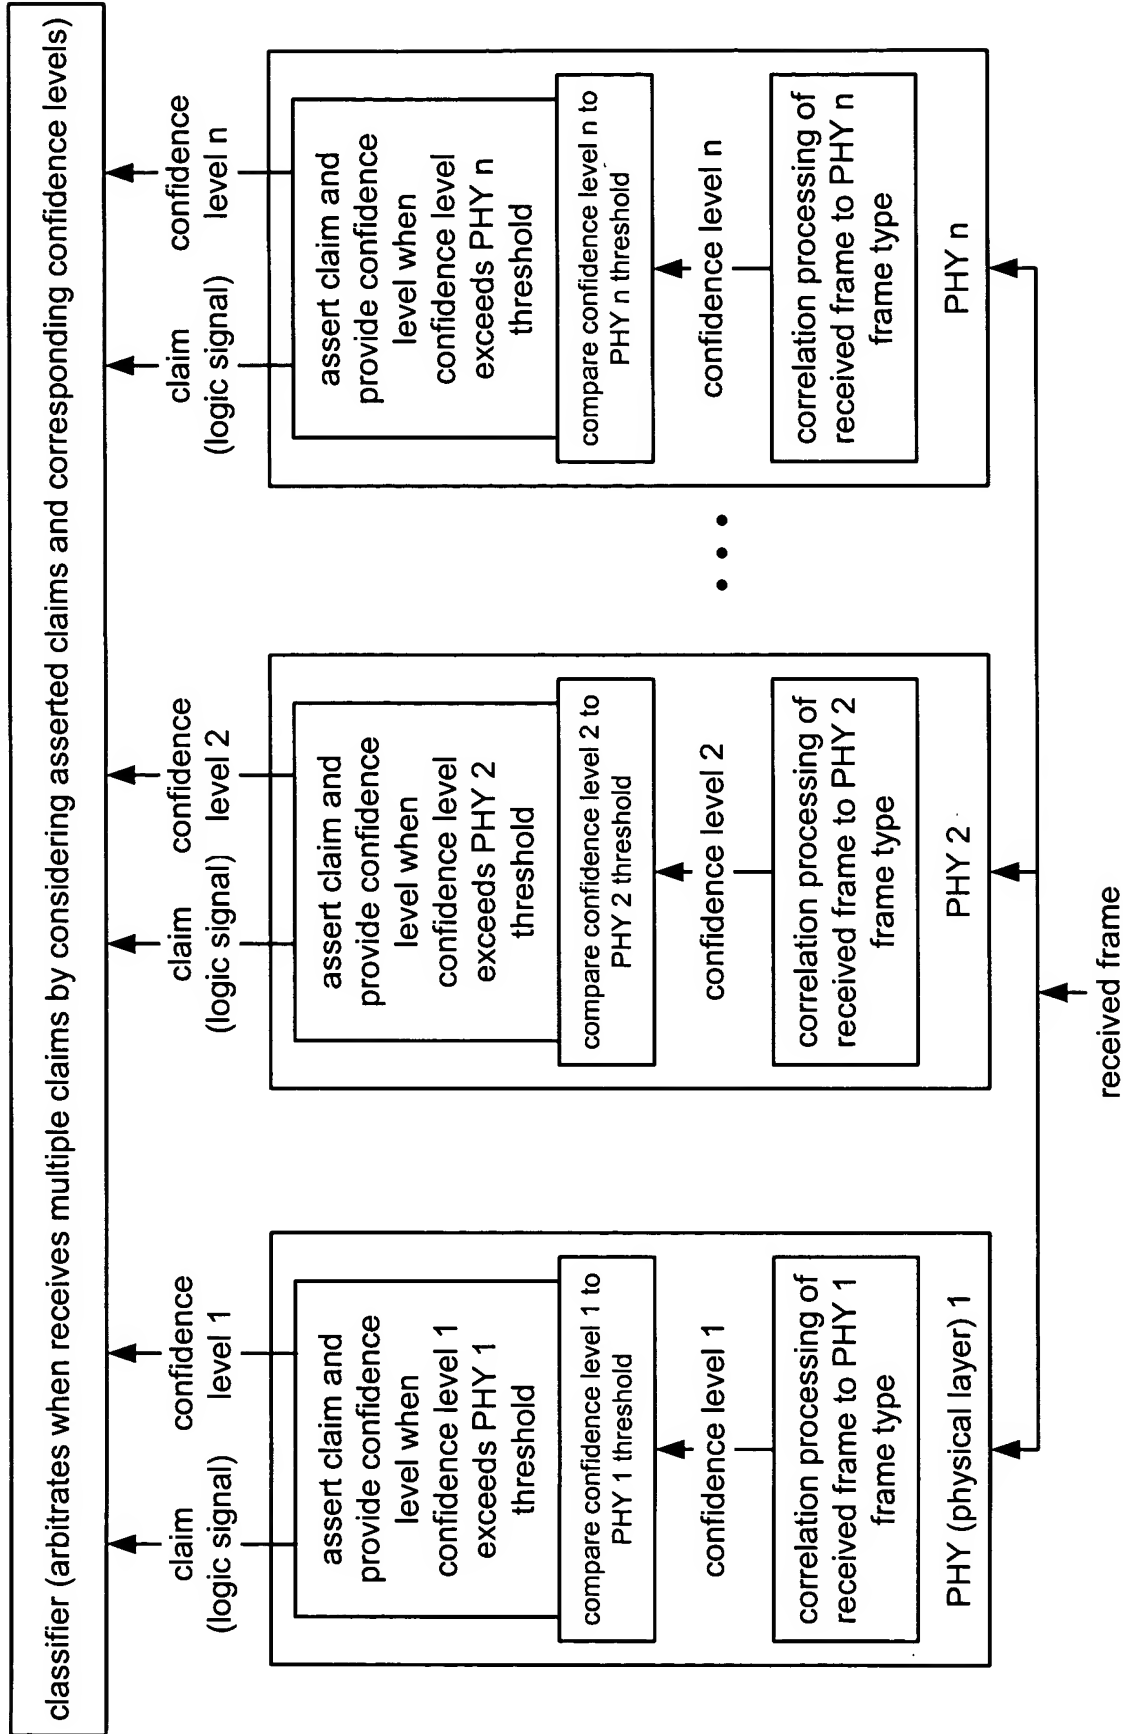 classifier (arbitrates when receives multiple claims by considering asserted claims and corresponding confidence levels)
claim
(logic signal)
confidence
level 1
assert claim and
provide confidence
level when
confidence level 1
exceeds PHY 1
threshold
compare confidence level 1 to
PHY 1 threshold
confidence level 1
correlation processing of
received frame to PHY 1
frame type
PHY (physical layer) 1
claim
(logic signal)
confidence
level 2
assert claim and
provide confidence
level when
confidence level
exceeds PHY 2
threshold
compare confidence level 2 to
PHY 2 threshold
confidence level 2
correlation processing of
received frame to PHY 2
frame type
PHY 2
claim
(logic signal)
confidence
level n
assert claim and
provide confidence
level when
confidence level
exceeds PHY n
threshold
compare confidence level n to
PHY n threshold
confidence level n
correlation processing of
received frame to PHY n
frame type
PHY n
received frame